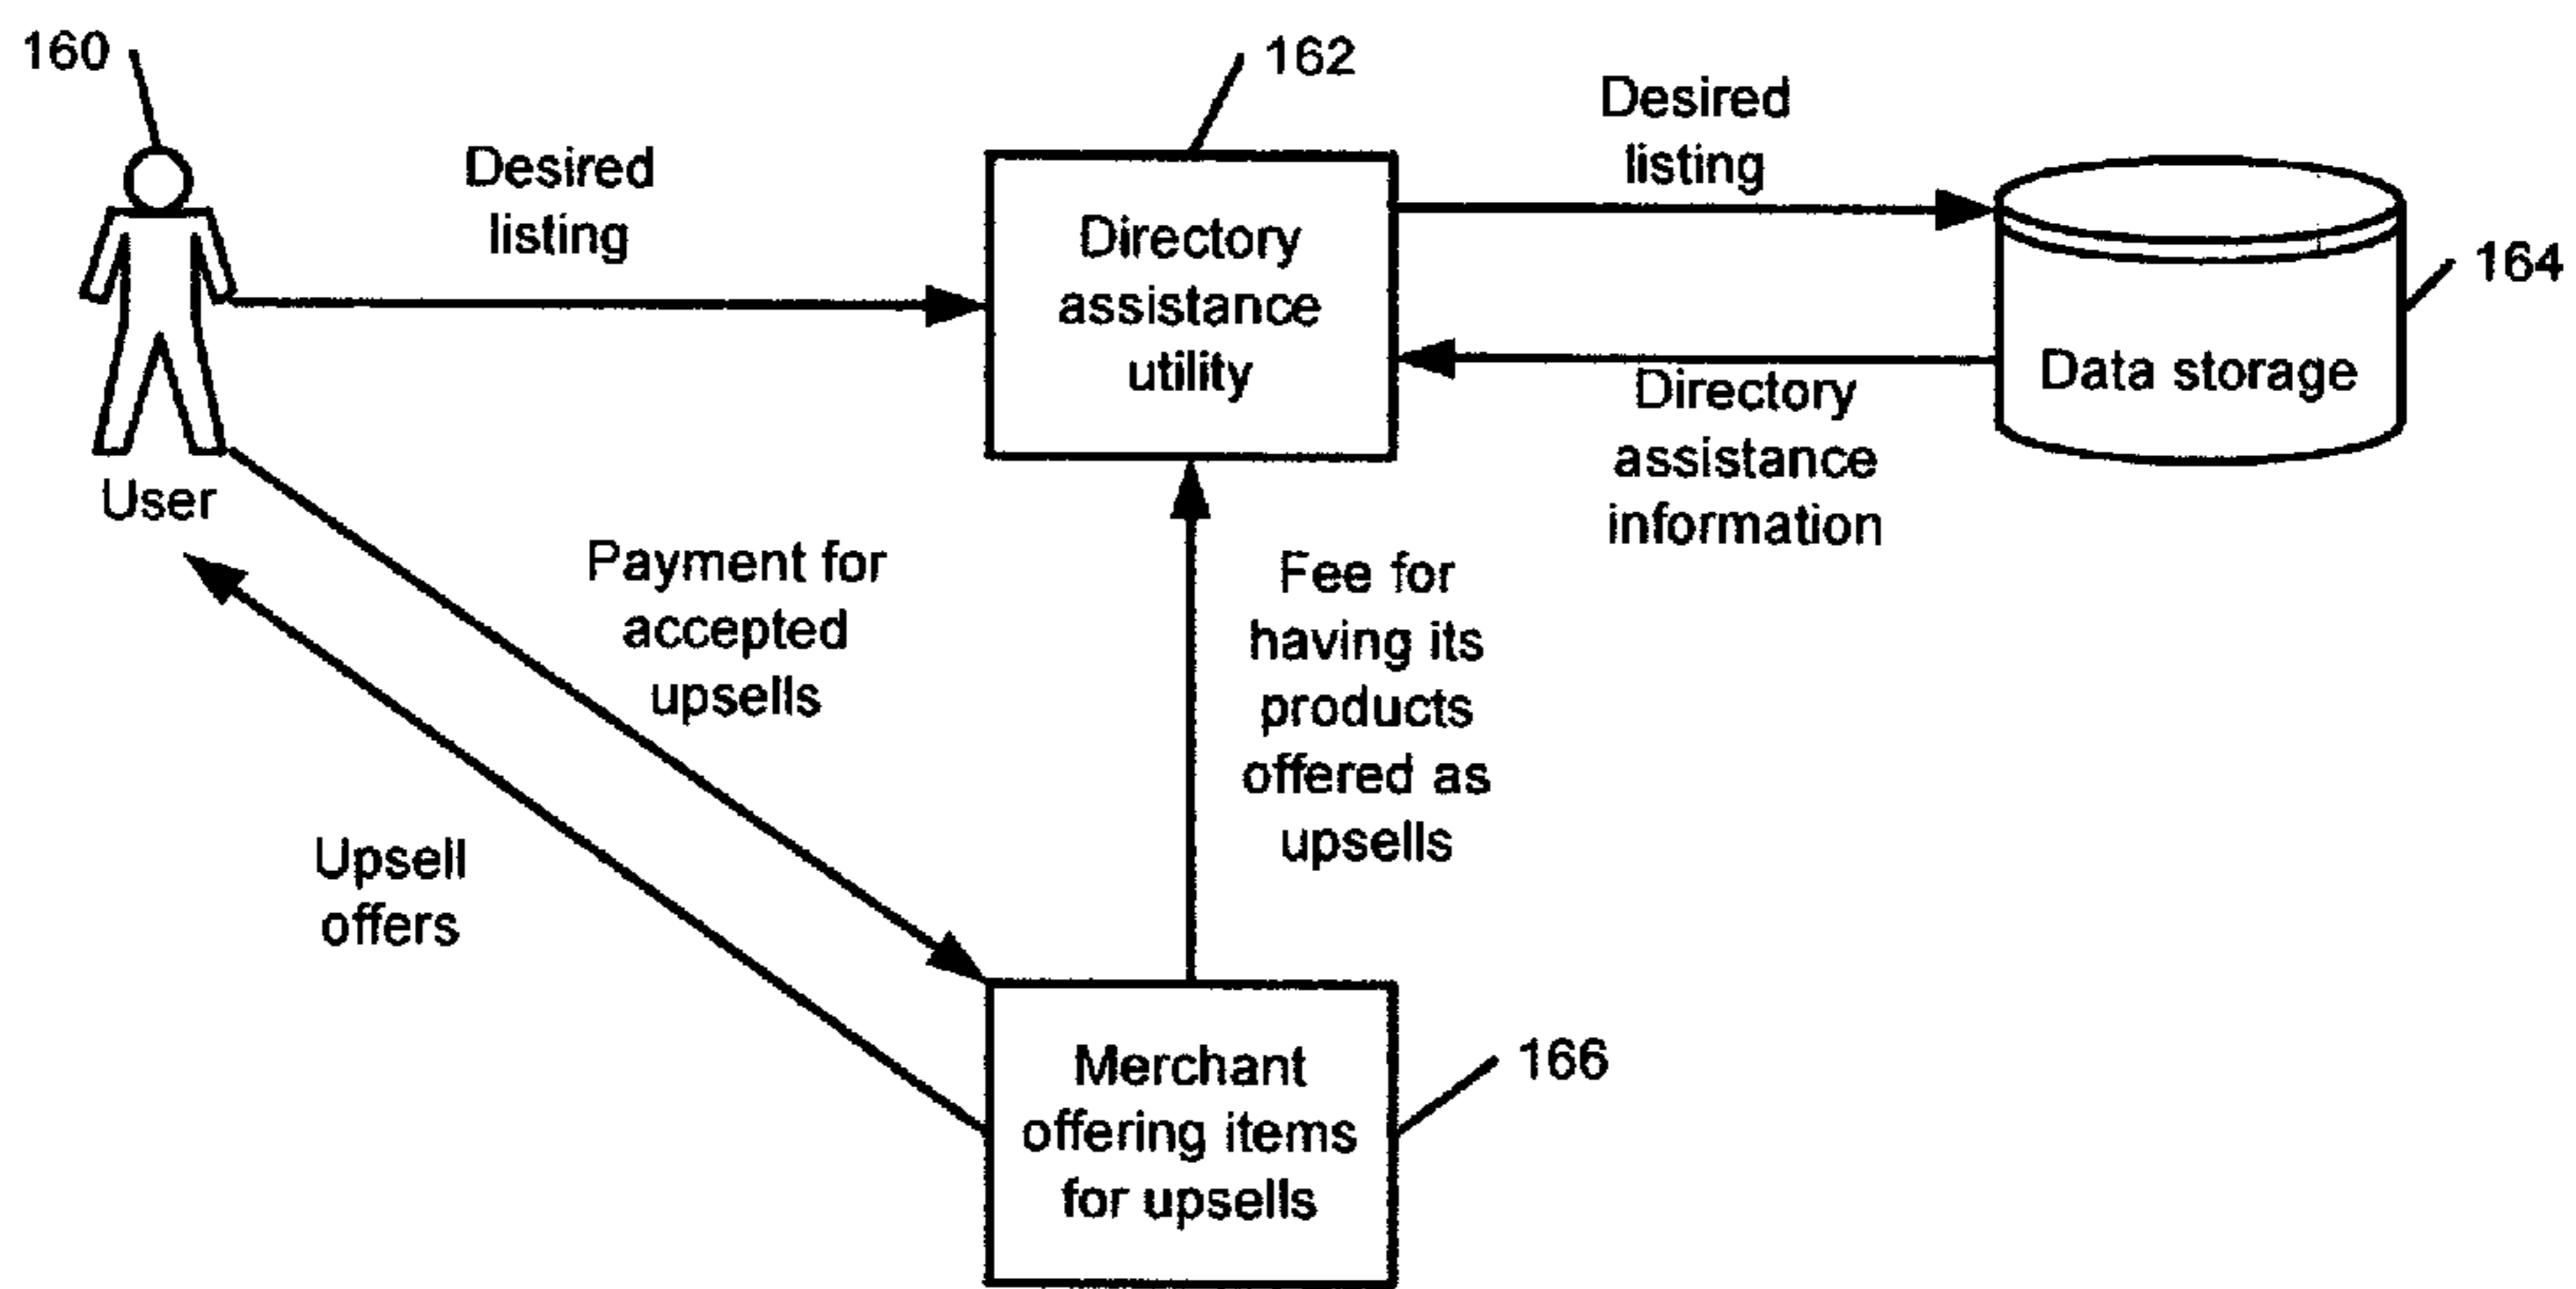 160
162
Desired
listing
Desired
listing
Directory
assistance
utility
164
Data storage
Directory
assistance
information
User
Payment for
accepted
upsells
Fee for
having its
products
offered as
upsells
Upsell
offers
Merchant
offering items
for upsells
166